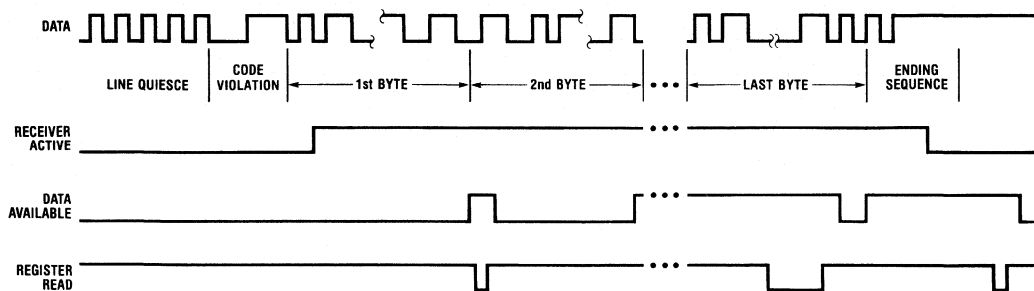 DATA
LINE QUIESCE
CODE
VIOLATION
1st BYTE
2nd BYTE
•••
LAST BYTE
ENDING
SEQUENCE
RECEIVER
ACTIVE
•••
DATA
AVAILABLE
•••
REGISTER
READ
•••